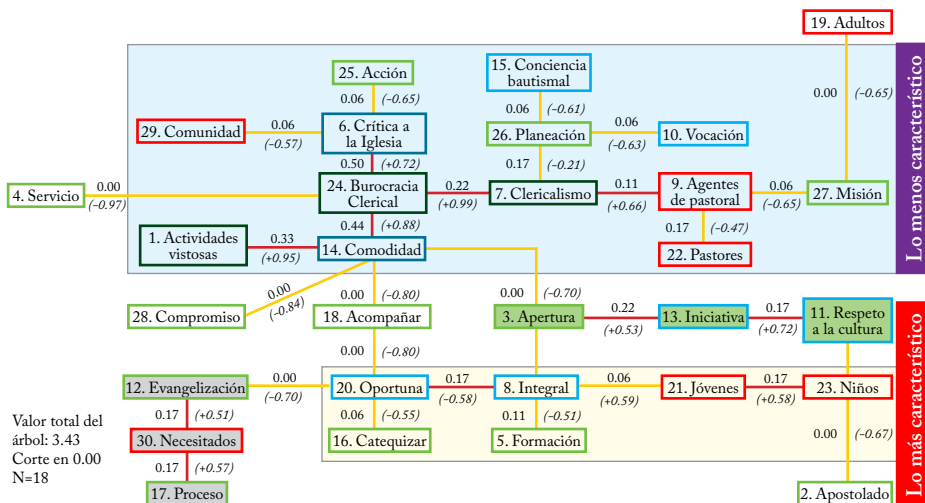 19. Adultos
25. Acción
15. Conciencia
bautismal
0.06 (-0.65)
0.06 (-0.61)
0.00 (-0.65)
29. Comunidad
0.06
(-0.57)
6. Crítica a
la Iglesia
26. Planeación
0.06
(-0.63)
10. Vocación
0.50 (+0.72)
0.17 (-0.21)
4. Servicio
0.00
(-0.97)
24. Burocracia
Clerical
0.22
(+0.99)
7. Clericalismo
0.11
(+0.66)
9. Agentes
de pastoral
0.06
(-0.65)
27. Misión
0.44 (+0.88)
0.17 (-0.47)
1. Actividades
vistosas
0.33
(+0.95)
14. Comodidad
22. Pastores
Lo menos característico
0.00
(-0.84)
0.00 (-0.80)
0.00 (-0.70)
28. Compromiso
18. Acompañar
3. Apertura
0.22
(+0.53)
13. Iniciativa
0.17
(+0.72)
11. Respeto
a la cultura
0.00 (-0.80)
12. Evangelización
0.00
(-0.70)
20. Oportuna
0.17
(-0.58)
8. Integral
0.06
(+0.59)
21. Jóvenes
0.17
(+0.58)
23. Niños
0.17 (+0.51)
0.06 (-0.55)
0.11 (-0.51)
0.00 (-0.67)
30. Necesitados
16. Catequizar
5. Formación
0.17 (+0.57)
17. Proceso
2. Apostolado
Lo más característico
Valor total del
árbol: 3.43
Corte en 0.00
N=18